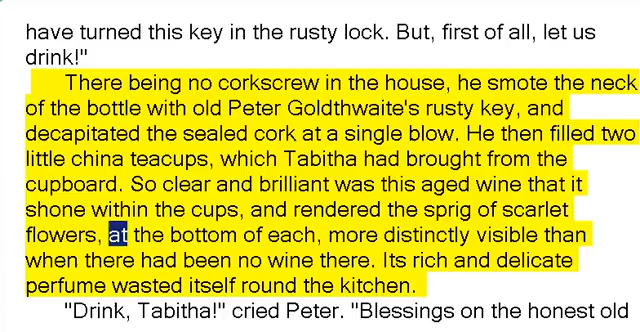 have turned this key in the rusty lock. But, first of all, let us
drink!"
There being no corkscrew in the house, he smote the neck
of the bottle with old Peter Goldthwaite's rusty key, and
decapitated the sealed cork at a single blow. He then filled two
little china teacups, which Tabitha had brought from the
cupboard. So clear and brilliant was this aged wine that it
shone within the cups, and rendered the sprig of scarlet
flowers, at the bottom of each, more distinctly visible than
when there had been no wine there. Its rich and delicate
perfume wasted itself round the kitchen.
"Drink, Tabitha!" cried Peter. "Blessings on the honest old